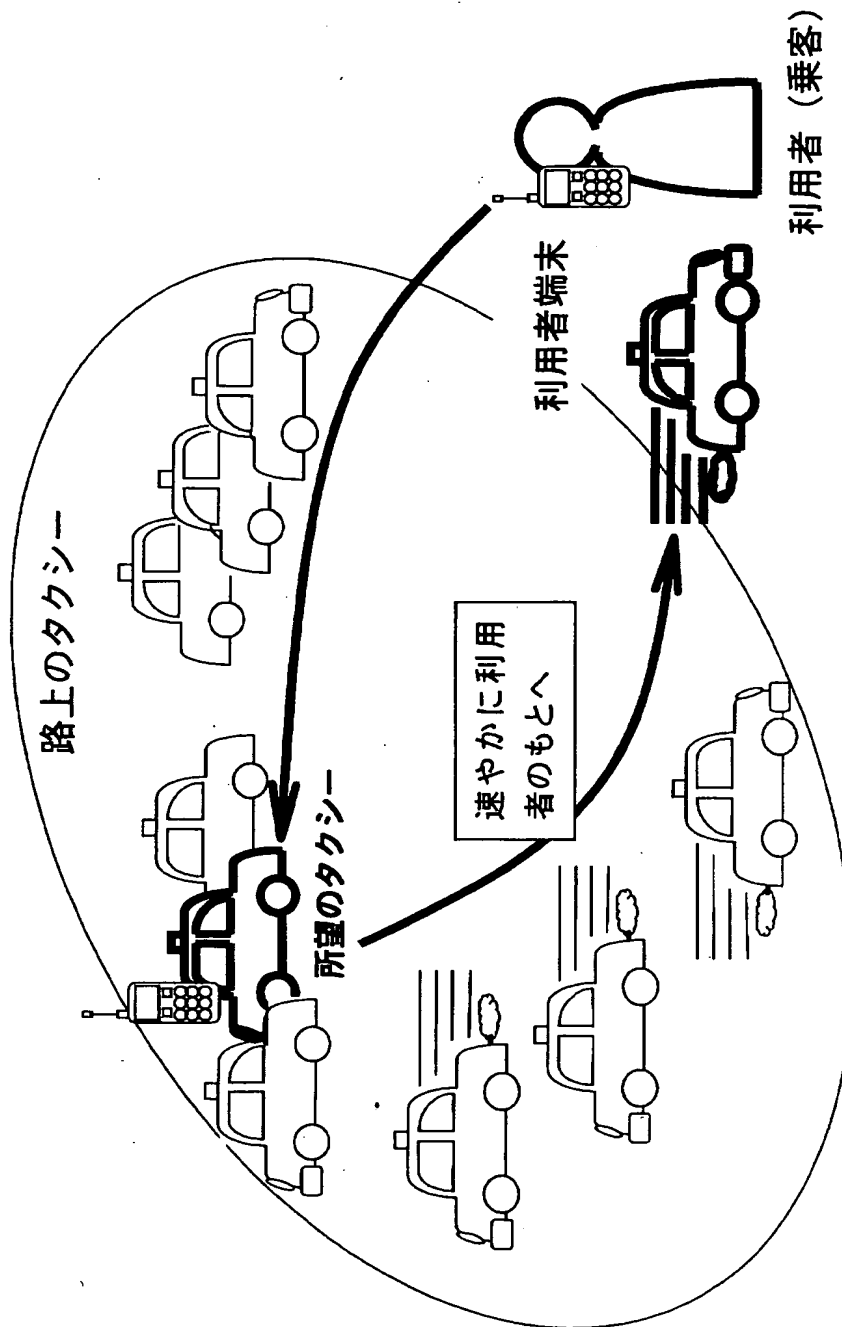 路上のタクシー
所望のタクシー
速やかに利用
者のもとへ
利用者端末
利用者（乗客）